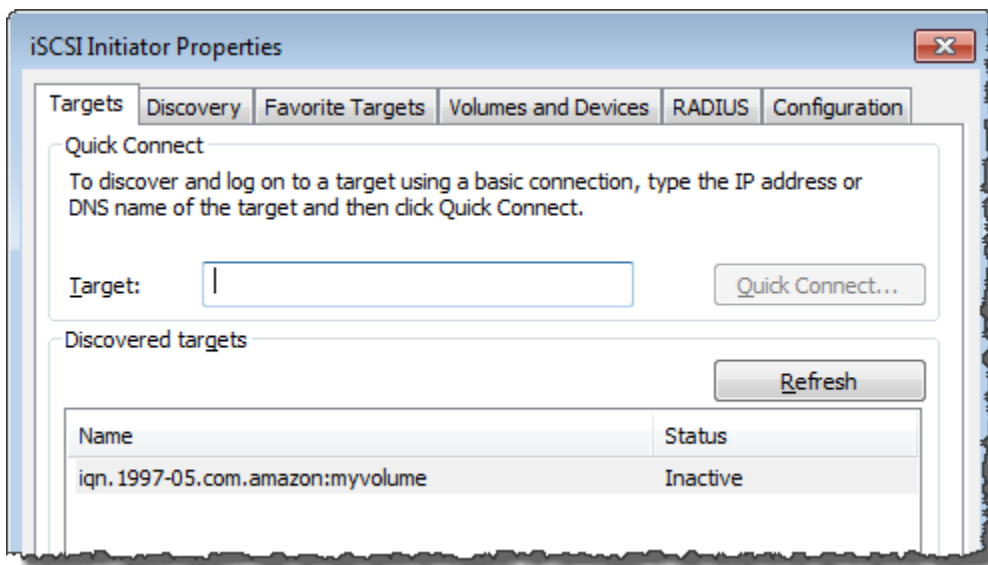 iSCSI Initiator Properties
Targets Discovery Favorite Targets Volumes and Devices RADIUS Configuration
Quick Connect
To discover and log on to a target using a basic connection, type the IP address or
DNS name of the target and then click Quick Connect.
Target: Quick Connect...
Discovered targets
Refresh
Name Status
iqn.1997-05.com.amazon:myvolume Inactive